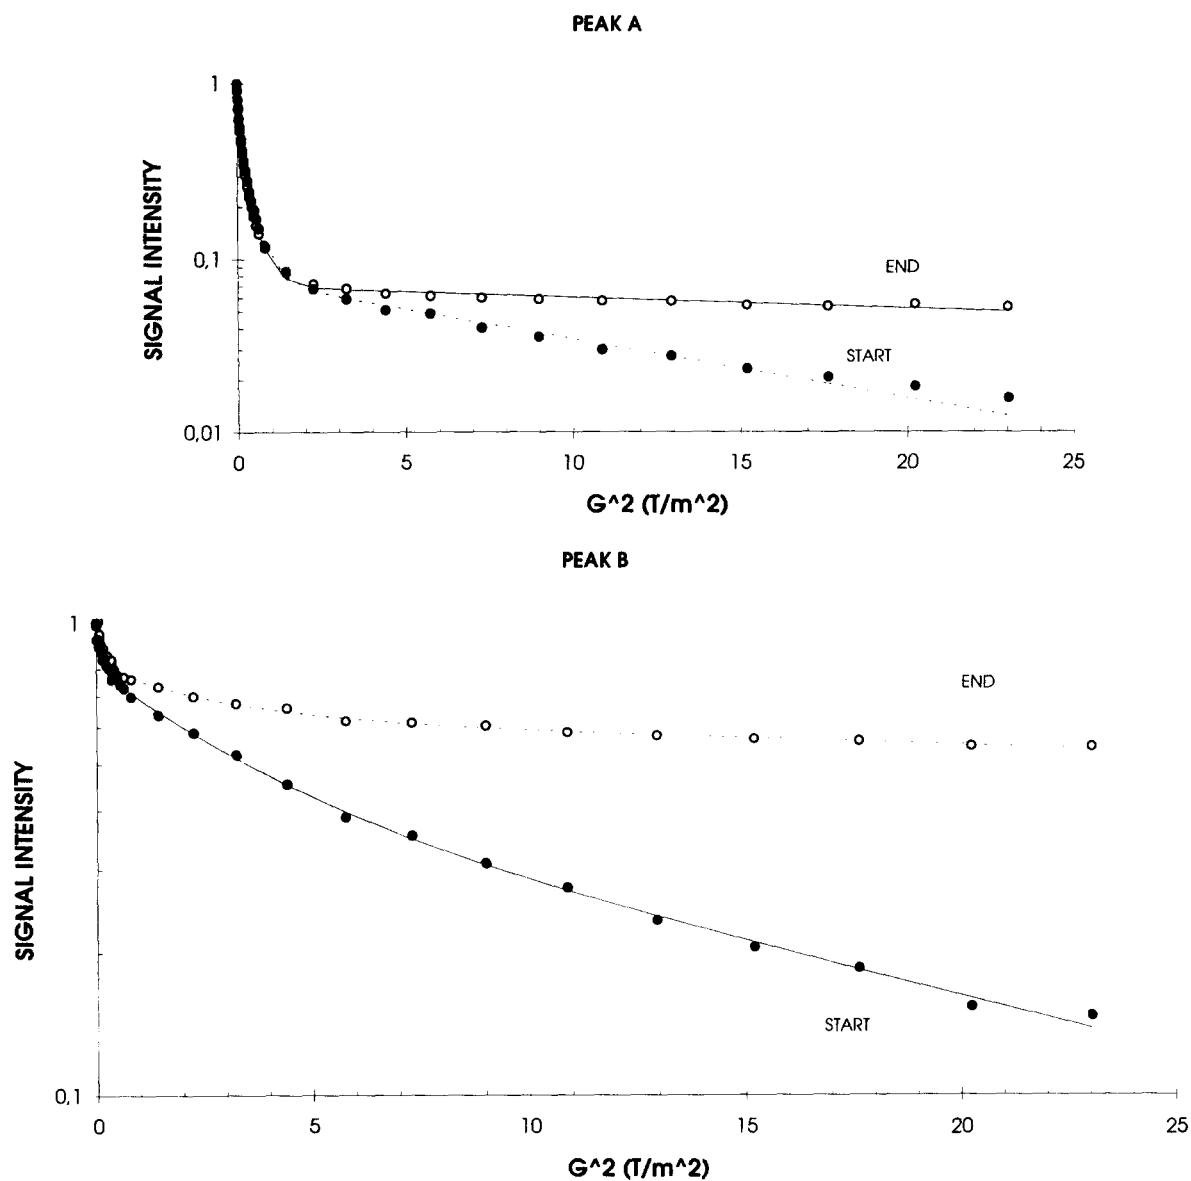 PEAK A
1
0,1
0,01
SIGNAL INTENSITY
END
START
0 5 10 15 20 25
G^2 (T/m^2)
PEAK B
1
0,1
SIGNAL INTENSITY
END
START
0 5 10 15 20 25
G^2 (T/m^2)